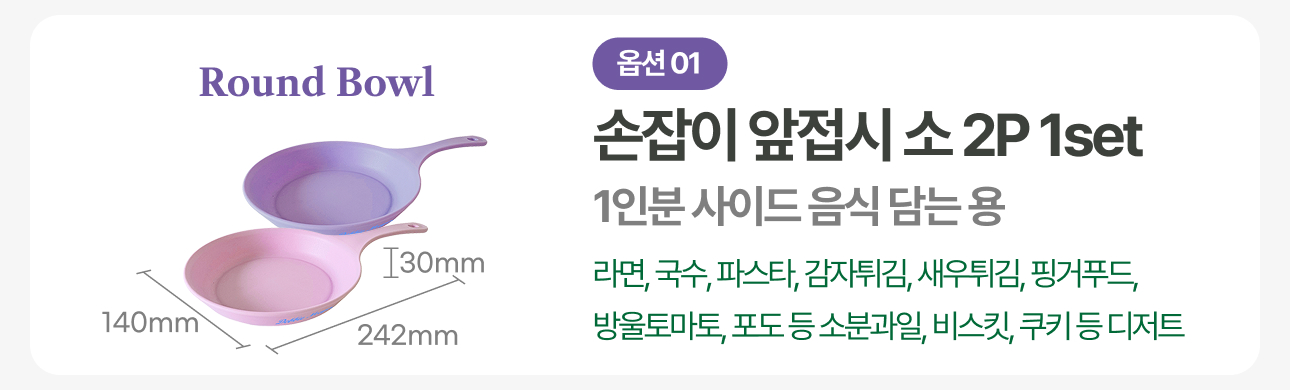 Round Bowl
30mm
140mm
242mm
옵션 01
손잡이 앞접시 소 2P 1set
1인분 사이드 음식 담는 용
라면, 국수, 파스타, 감자튀김, 새우튀김, 핑거푸드,
방울토마토, 포도 등 소분과일, 비스킷, 쿠키 등 디저트